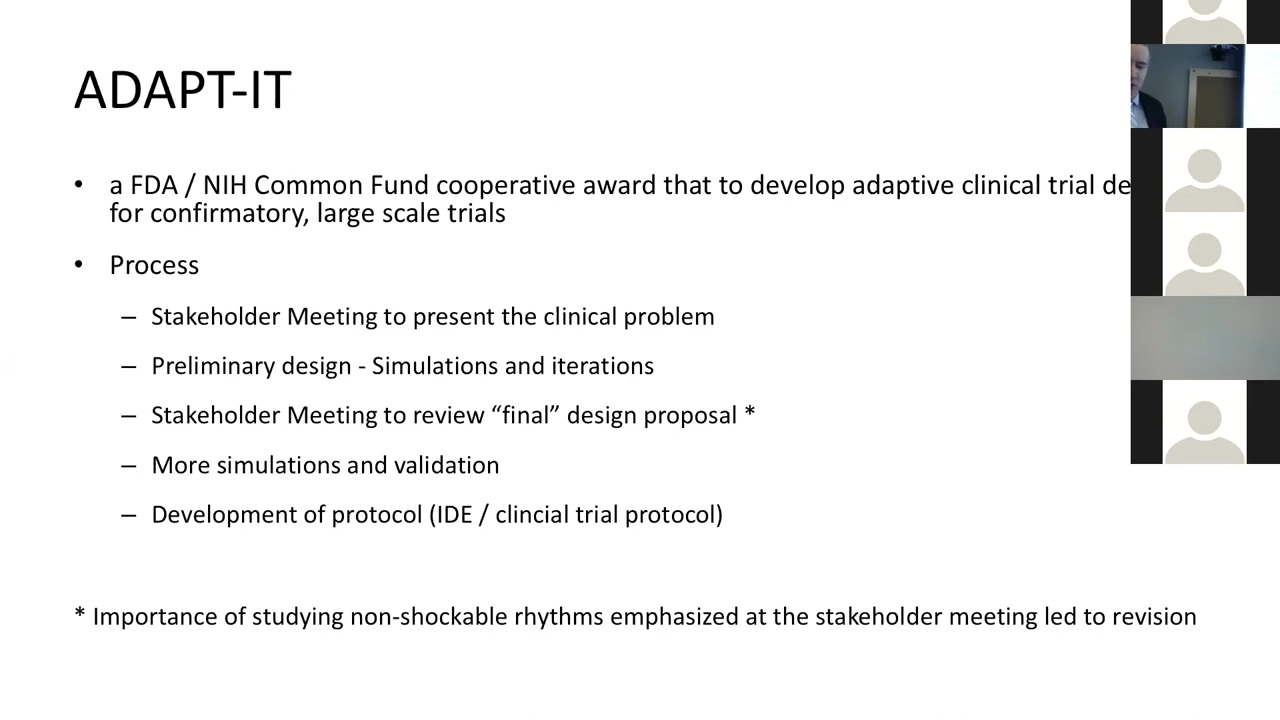 ADAPT-IT
• a FDA / NIH Common Fund cooperative award that to develop adaptive clinical trial
for confirmatory, large scale trials
• Process
– Stakeholder Meeting to present the clinical problem
– Preliminary design - Simulations and iterations
– Stakeholder Meeting to review “final” design proposal *
– More simulations and validation
– Development of protocol (IDE / clincial trial protocol)
* Importance of studying non-shockable rhythms emphasized at the stakeholder meeting led to revision